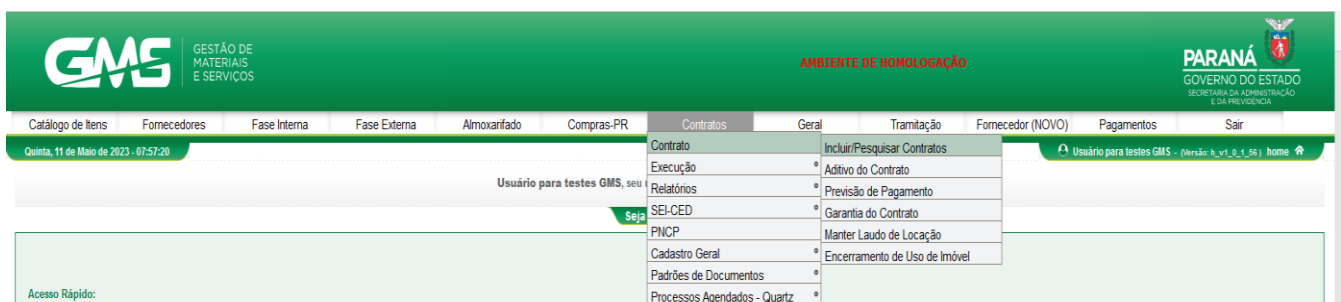 GMS GESTÃO DE
MATERIAIS
E SERVIÇOS
AMBIENTE DE HOMOLOGAÇÃO
PARANÁ
GOVERNO DO ESTADO
SECRETARIA DA ADMINISTRAÇÃO
E DA PREVIDÊNCIA
Catálogo de Itens Fornecedores Fase Interna Fase Externa Almoxarifado Compras-PR Contratos Geral Tramitação Fornecedor (NOVO) Pagamentos Sair
Quinta, 11 de Maio de 2023 - 07:57:20
Usuário para testes GMS - (Versão: h_v1_0_1_56 ) home
Usuário para testes GMS, seu
Seja
Contrato
Execução
Relatórios
SEI-CED
PNCP
Cadastro Geral
Padrões de Documentos
Processos Agendados - Quartz
Incluir/Pesquisar Contratos
Aditivo do Contrato
Previsão de Pagamento
Garantia do Contrato
Manter Laudo de Locação
Encerramento de Uso de Imóvel
Acesso Rápido: